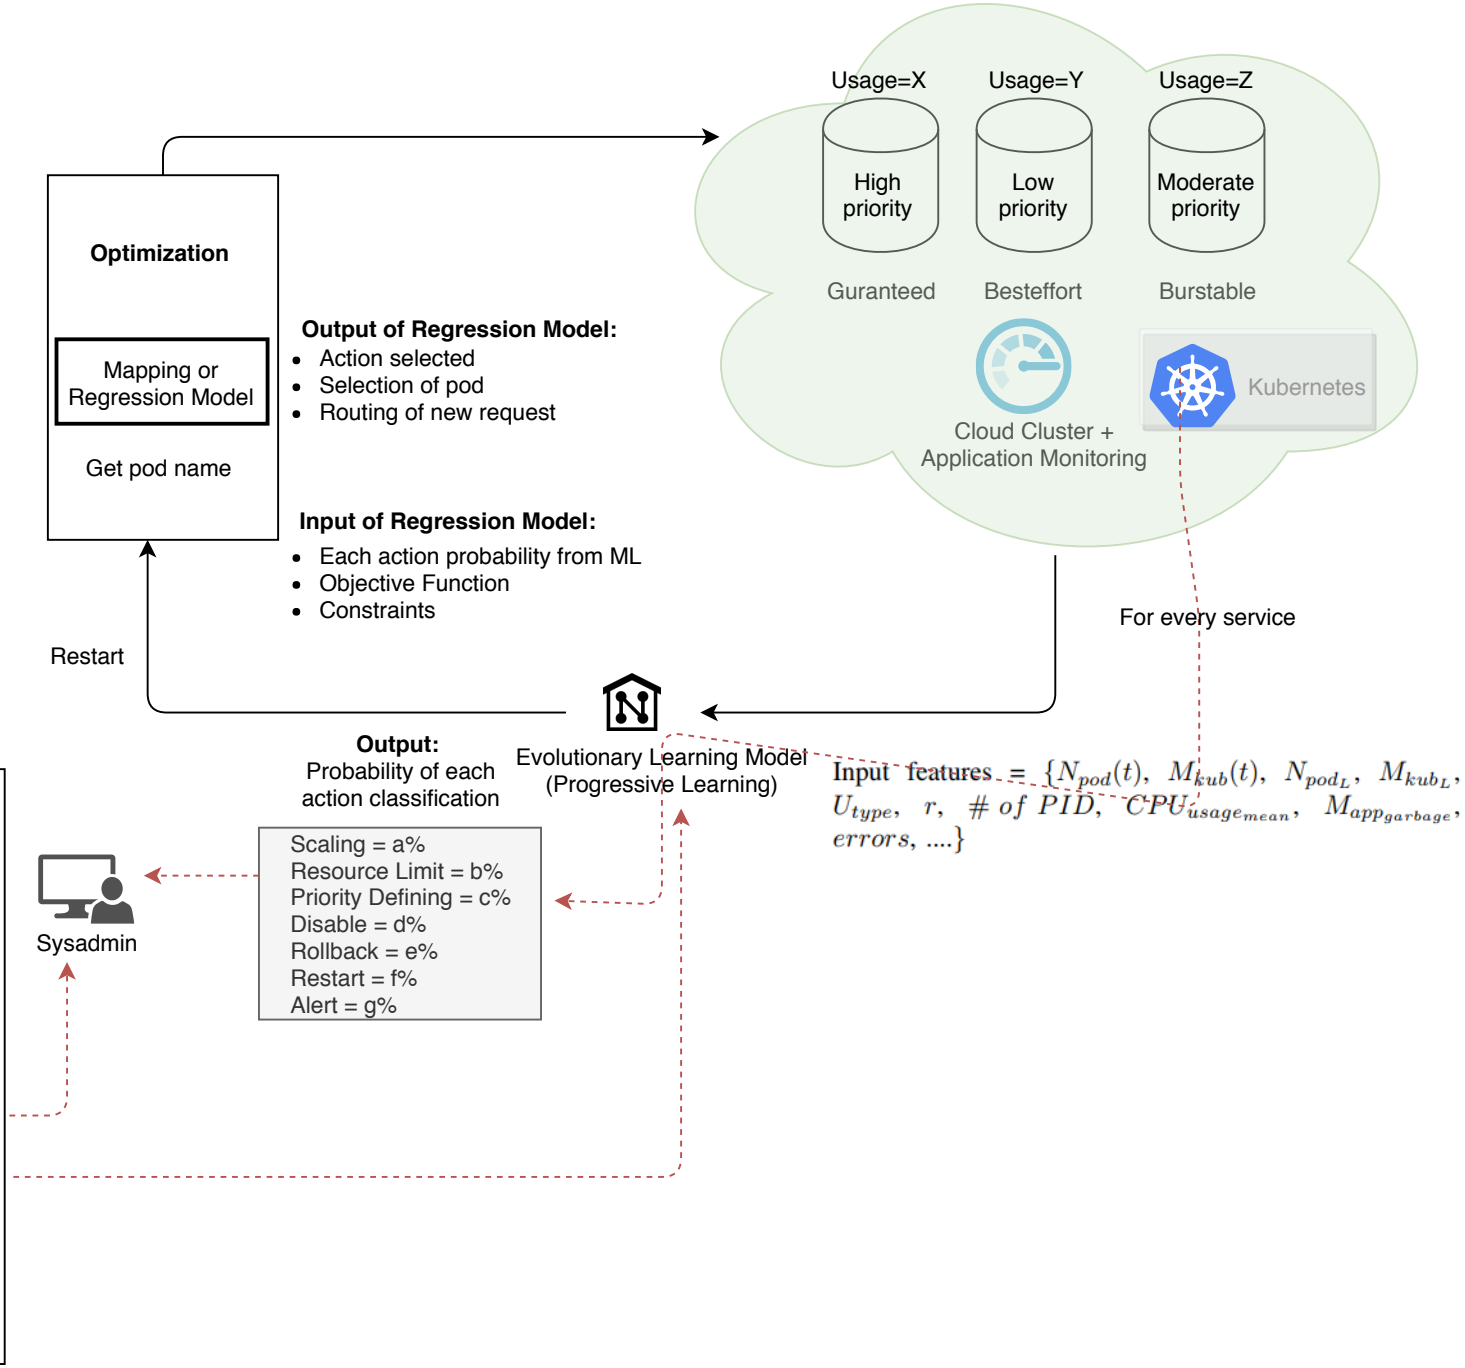 Usage=X
Usage=Y
Usage=Z
High
priority
Low
priority
Moderate
priority
Guranteed
Besteffort
Burstable
Cloud Cluster +
Application Monitoring
Kubernetes
Optimization
Mapping or
Regression Model
Get pod name
Output of Regression Model:
• Action selected
• Selection of pod
• Routing of new request
Input of Regression Model:
• Each action probability from ML
• Objective Function
• Constraints
For every service
Restart
Evolutionary Learning Model
(Progressive Learning)
Input features = {N_pod(t), M_kub(t), N_pod_L, M_kub_L,
U_type, r, # of PID, CPU_usage_mean, M_app_garbage,
errors, ....}
Output:
Probability of each
action classification
Scaling = a%
Resource Limit = b%
Priority Defining = c%
Disable = d%
Rollback = e%
Restart = f%
Alert = g%
Sysadmin